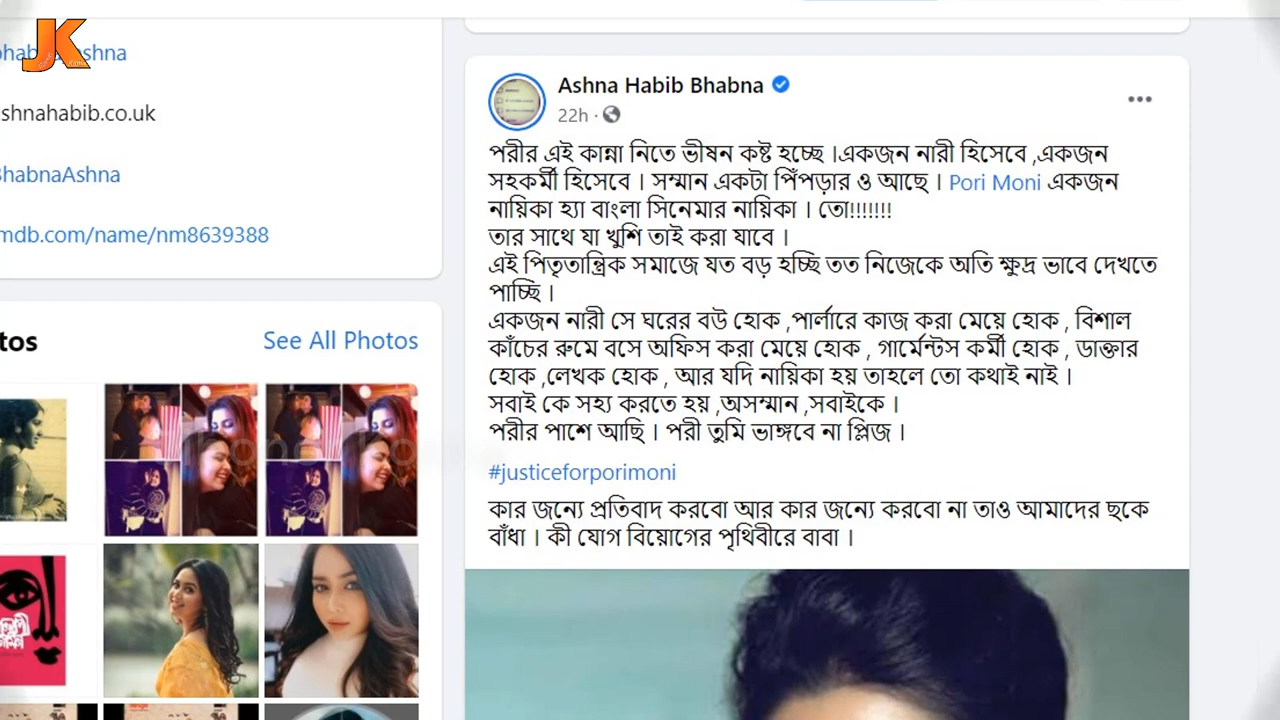 JK
shna
shnahabib.co.uk
BhabnaAshna
mdb.com/name/nm8639388
tos
See All Photos
Ashna Habib Bhabna
22h ·
পরীর এই কান্না নিতে ভীষন কষ্ট হচ্ছে ।একজন নারী হিসেবে ,একজন
সহকর্মী হিসেবে । সম্মান একটা পিঁপড়ার ও আছে । Pori Moni একজন
নায়িকা হ্যা বাংলা সিনেমার নায়িকা । তো!!!!!!!
তার সাথে যা খুশি তাই করা যাবে ।
এই পিতৃতান্ত্রিক সমাজে যত বড় হচ্ছি তত নিজেকে অতি ক্ষুদ্র ভাবে দেখতে
পাচ্ছি ।
একজন নারী সে ঘরের বউ হোক ,পার্লারে কাজ করা মেয়ে হোক , বিশাল
কাঁচের রুমে বসে অফিস করা মেয়ে হোক , গার্মেন্টস কর্মী হোক , ডাক্তার
হোক ,লেখক হোক , আর যদি নায়িকা হয় তাহলে তো কথাই নাই ।
সবাই কে সহ্য করতে হয় ,অসম্মান ,সবাইকে ।
পরীর পাশে আছি । পরী তুমি ভাঙ্গবে না প্লিজ ।
#justiceforporimoni
কার জন্যে প্রতিবাদ করবো আর কার জন্যে করবো না তাও আমাদের ছকে
বাঁধা । কী যোগ বিয়োগের পৃথিবীরে বাবা ।